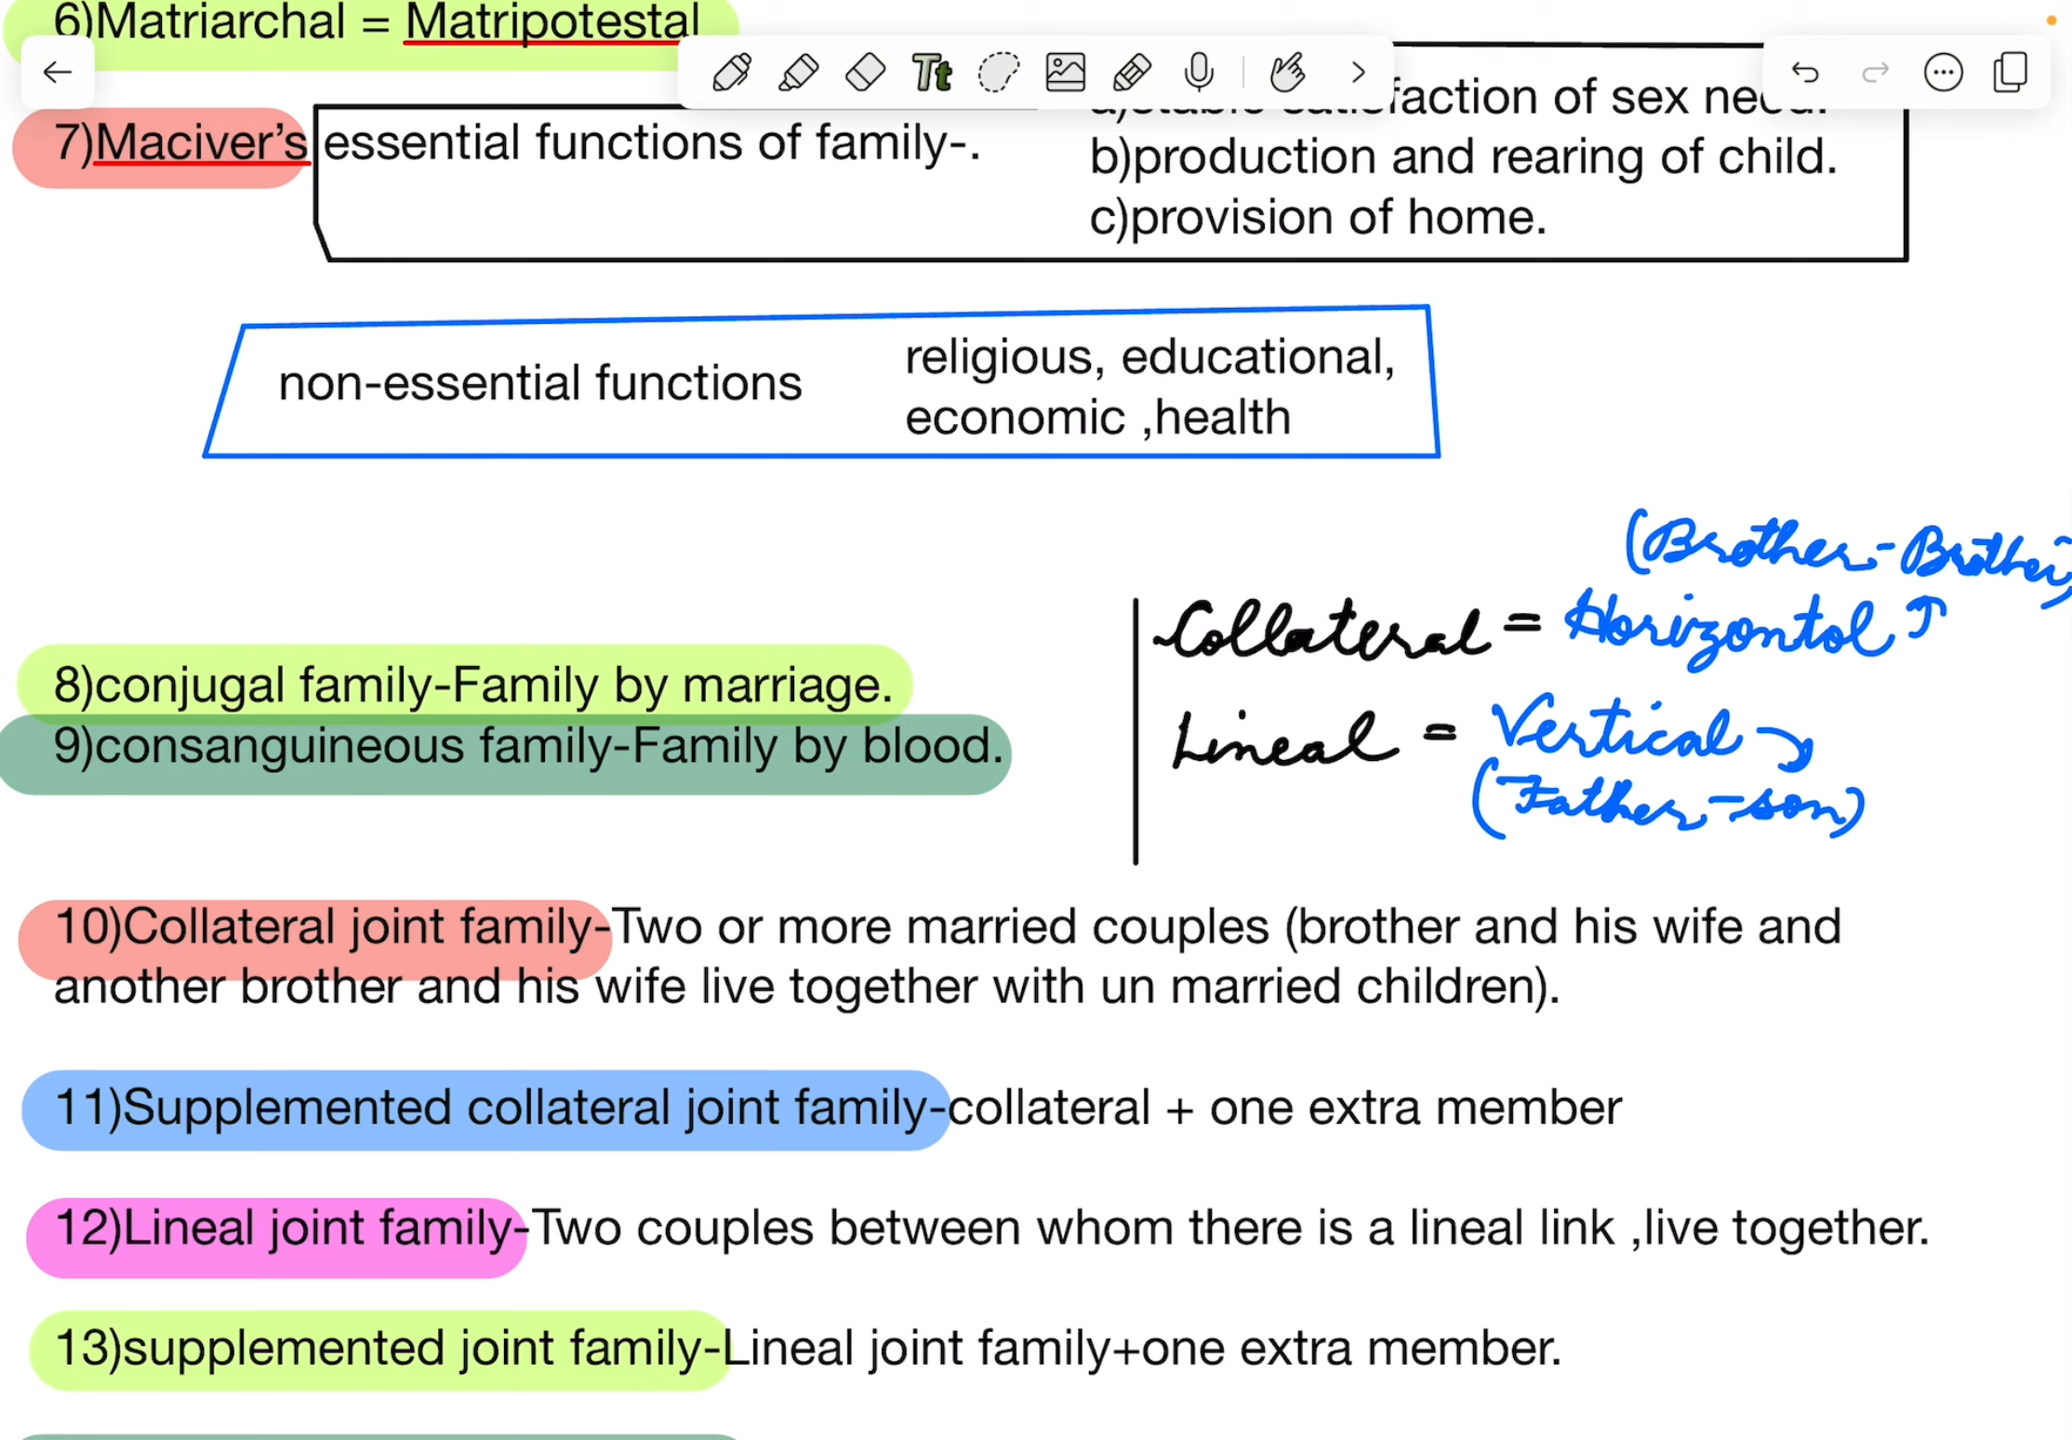 6)Matriarchal = Matripotestal
7)Maciver's essential functions of family-.
a)stable satisfaction of sex need.
b)production and rearing of child.
c)provision of home.
non-essential functions
religious, educational,
economic ,health
(Brother-Brother)
Collateral = Horizontol
Lineal = Vertical
(Father-son)
8)conjugal family-Family by marriage.
9)consanguineous family-Family by blood.
10)Collateral joint family-Two or more married couples (brother and his wife and
another brother and his wife live together with un married children).
11)Supplemented collateral joint family-collateral + one extra member
12)Lineal joint family-Two couples between whom there is a lineal link ,live together.
13)supplemented joint family-Lineal joint family+one extra member.